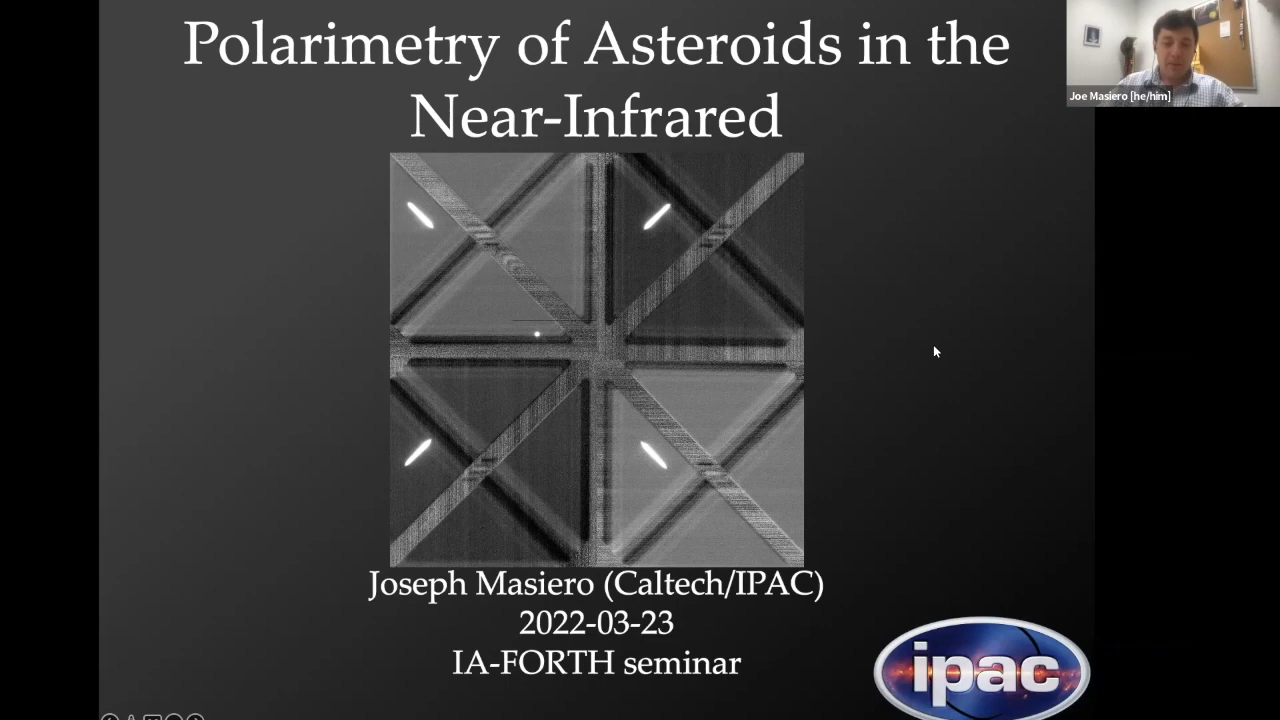 Polarimetry of Asteroids in the
Near-Infrared
Joe Masiero [he/him]
Joseph Masiero (Caltech/IPAC)
2022-03-23
IA-FORTH seminar
ipac